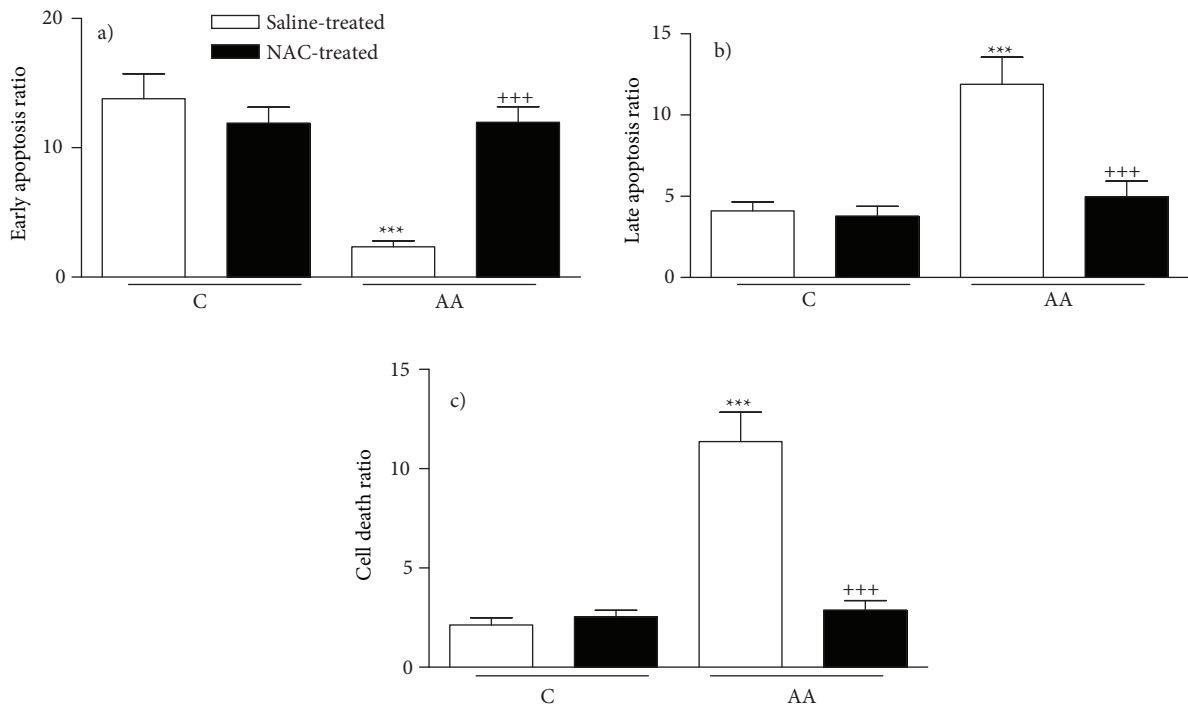 a)
Saline-treated
NAC-treated
Early apoptosis ratio
20
10
0
***
+++
C
AA
b)
Late apoptosis ratio
15
10
5
0
***
+++
C
AA
c)
Cell death ratio
15
10
5
0
***
+++
C
AA